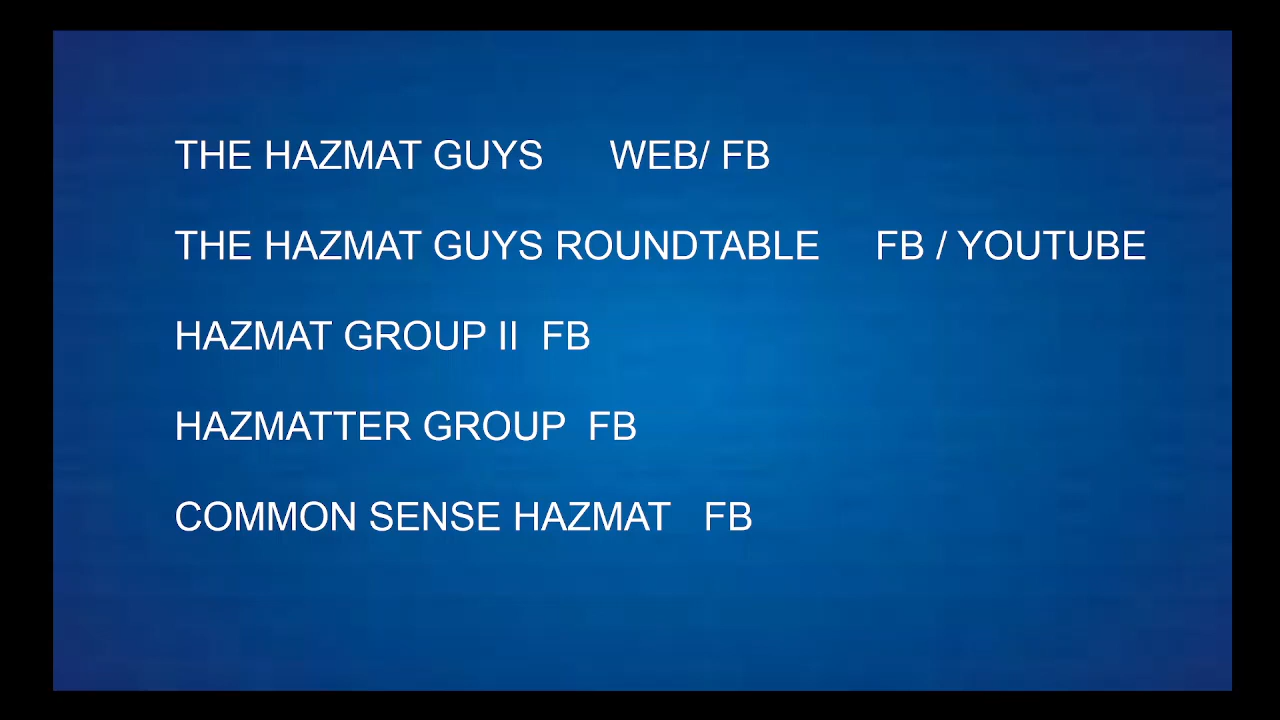 THE HAZMAT GUYS WEB/ FB
THE HAZMAT GUYS ROUNDTABLE FB / YOUTUBE
HAZMAT GROUP II FB
HAZMATTER GROUP FB
COMMON SENSE HAZMAT FB